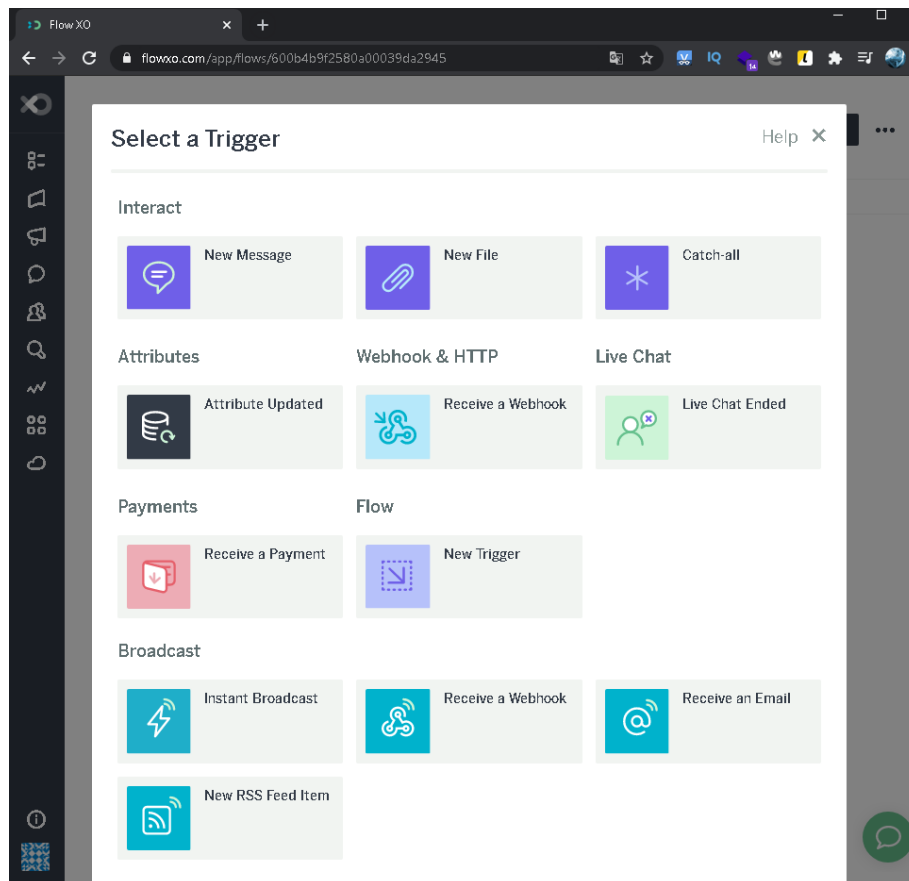 Flow XO
flowxo.com/app/flows/600b4b9f2580a00039da2945
IQ
14
XO
Select a Trigger
Help
Interact
New Message
New File
Catch-all
Attributes
Webhook & HTTP
Live Chat
Attribute Updated
Receive a Webhook
Live Chat Ended
Payments
Flow
Receive a Payment
New Trigger
Broadcast
Instant Broadcast
Receive a Webhook
Receive an Email
New RSS Feed Item